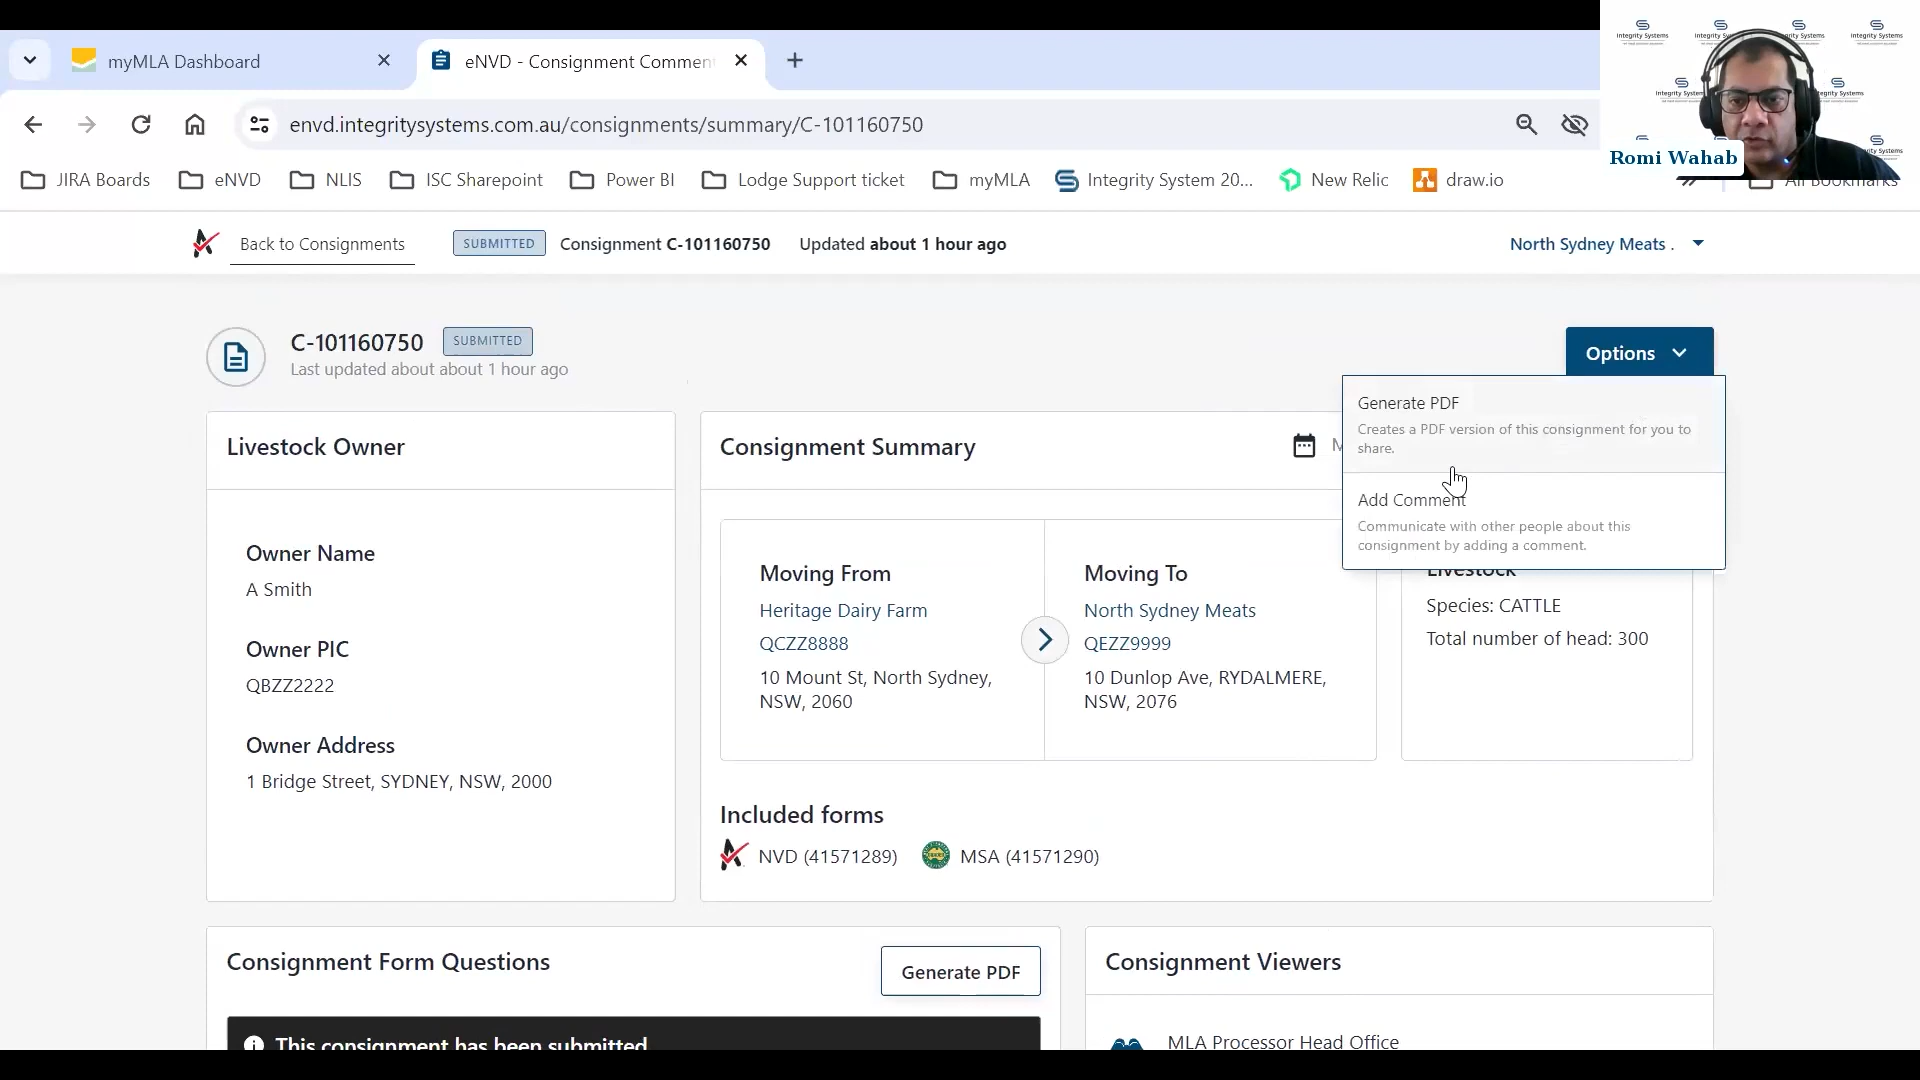 myMLA Dashboard
eNVD - Consignment Commen
envd.integritysystems.com.au/consignments/summary/C-101160750
JIRA Boards
eNVD
NLIS
ISC Sharepoint
Power BI
Lodge Support ticket
myMLA
Integrity System 20...
New Relic
draw.io
All Bookmarks
Integrity Systems
Integrity Systems
Romi Wahab
Back to Consignments
SUBMITTED
Consignment C-101160750
Updated about 1 hour ago
North Sydney Meats .
C-101160750
SUBMITTED
Last updated about about 1 hour ago
Options
Generate PDF
Creates a PDF version of this consignment for you to
share.
Add Comment
Communicate with other people about this
consignment by adding a comment.
Livestock Owner
Owner Name
A Smith
Owner PIC
QBZZ2222
Owner Address
1 Bridge Street, SYDNEY, NSW, 2000
Consignment Summary
Moving From
Heritage Dairy Farm
QCZZ8888
10 Mount St, North Sydney,
NSW, 2060
Moving To
North Sydney Meats
QEZZ9999
10 Dunlop Ave, RYDALMERE,
NSW, 2076
Livestock
Species: CATTLE
Total number of head: 300
Included forms
NVD (41571289)
MSA (41571290)
Consignment Form Questions
Generate PDF
This consignment has been submitted
Consignment Viewers
MLA Processor Head Office